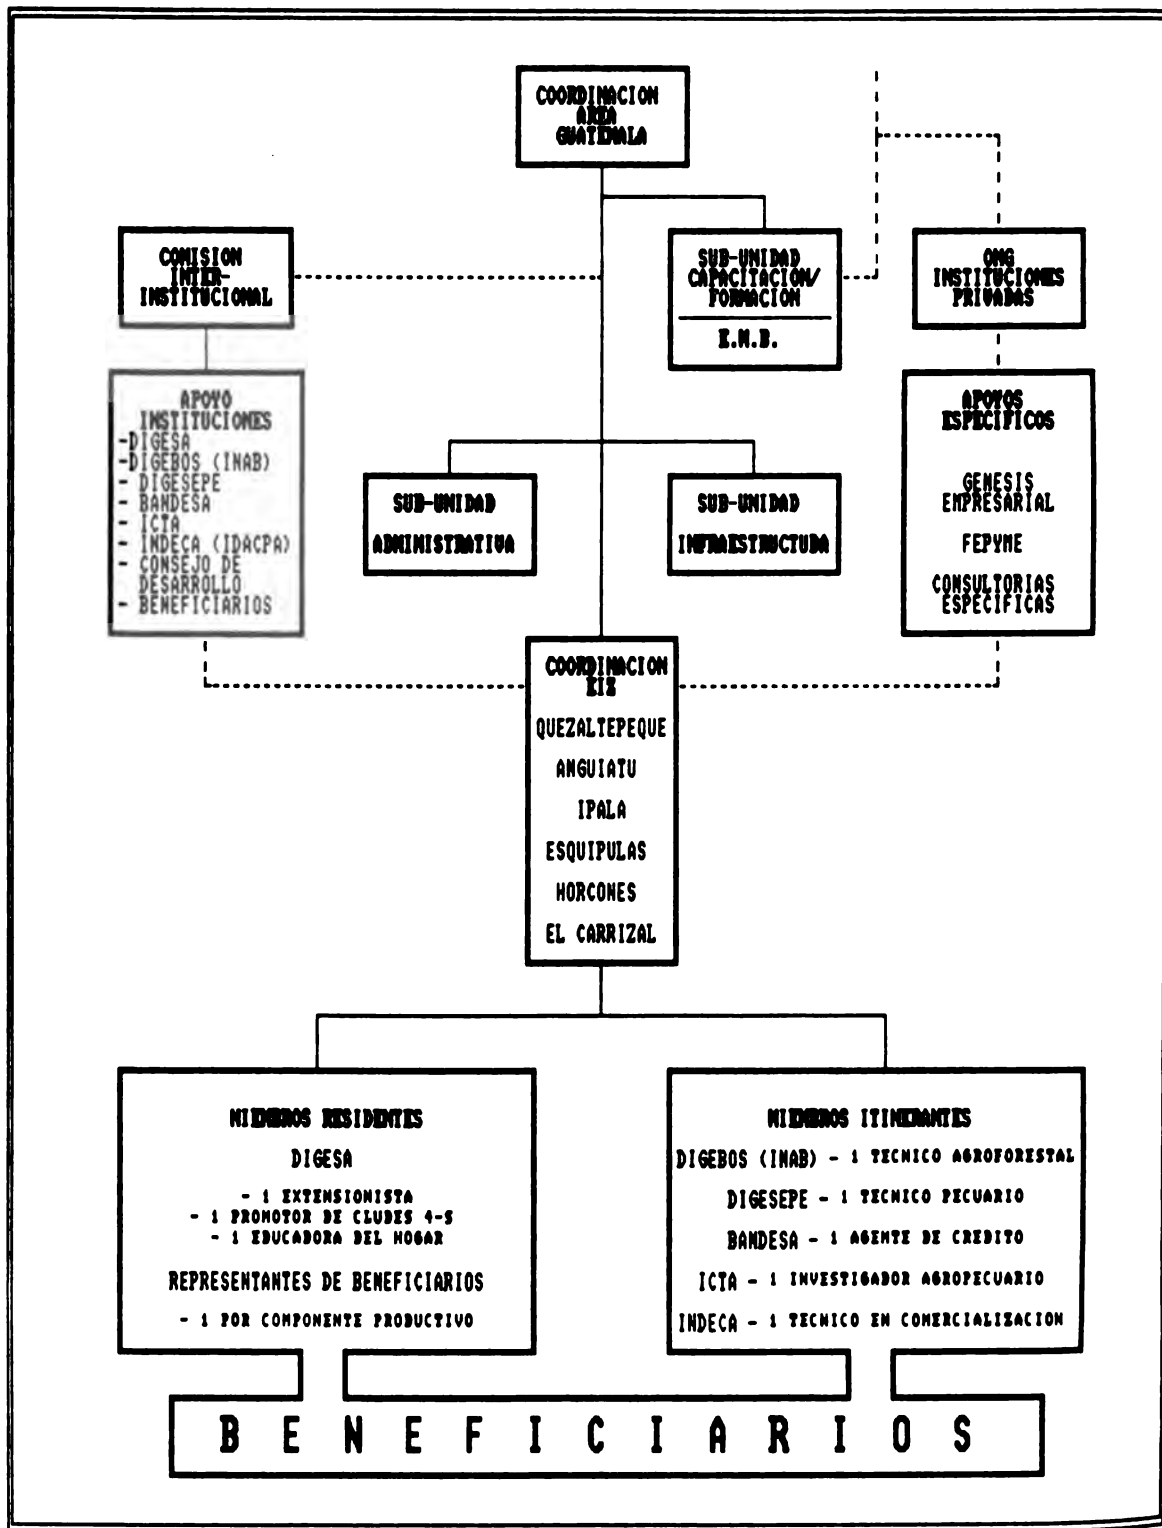 COORDINACION
AREA
GUATEMALA
COMISION
INTER-
INSTITUCIONAL
SUB-UNIDAD
CAPACITACION/
FORMACION
E.M.B.
ONG
INSTITUCIONES
PRIVADAS
APOYO
INSTITUCIONES
-DIGESA
-DIGEBOS (INAB)
- DIGESEPE
- BANDESA
- ICTA
- INDECA (IDACPA)
- CONSEJO DE
DESARROLLO
- BENEFICIARIOS
SUB-UNIDAD
ADMINISTRATIVA
SUB-UNIDAD
INFRAESTRUCTURA
APOYOS
ESPECIFICOS
GENESIS
EMPRESARIAL
FEPYME
CONSULTORIAS
ESPECIFICAS
COORDINACION
EIZ
QUEZALTEPEQUE
ANGUIATU
IPALA
ESQUIPULAS
HORCONES
EL CARRIZAL
MIEMBROS RESIDENTES
DIGESA
- 1 EXTENSIONISTA
- 1 PROMOTOR DE CLUBES 4-S
- 1 EDUCADORA DEL HOGAR
REPRESENTANTES DE BENEFICIARIOS
- 1 POR COMPONENTE PRODUCTIVO
MIEMBROS ITINERANTES
DIGEBOS (INAB) - 1 TECNICO AGROFORESTAL
DIGESEPE - 1 TECNICO PECUARIO
BANDESA - 1 AGENTE DE CREDITO
ICTA - 1 INVESTIGADOR AGROPECUARIO
INDECA - 1 TECNICO EN COMERCIALIZACION
BENEFICIARIOS